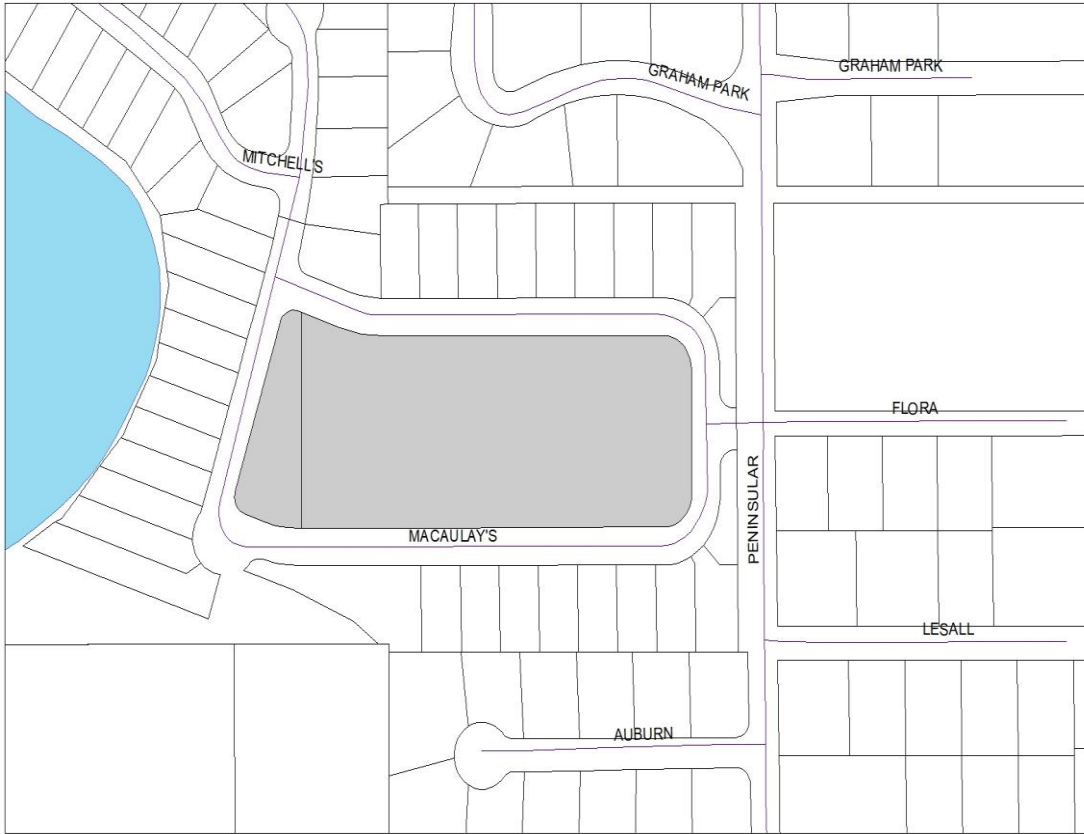 GRAHAM PARK
GRAHAM PARK
MITCHELL'S
FLORA
PENINSULAR
MACAULAY'S
LESALL
AUBURN